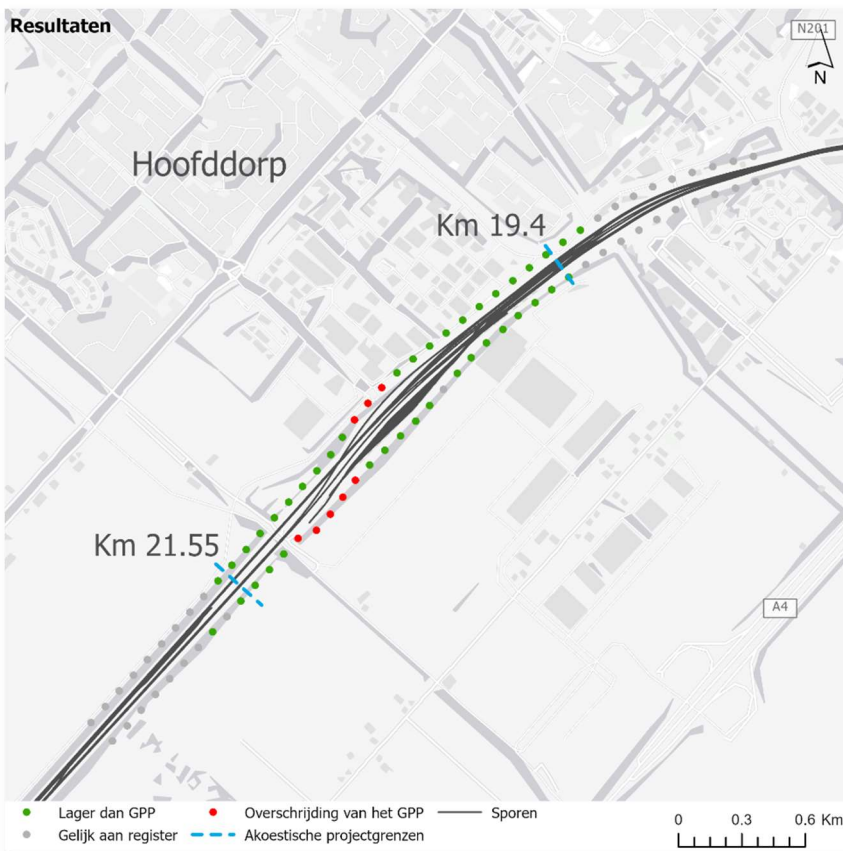 Resultaten
N201
N
Hoofddorp
Km 19.4
Km 21.55
A4
Lager dan GPP
Overschrijding van het GPP
Sporen
Gelijk aan register
Akoestische projectgrenzen
0 0.3 0.6 Km